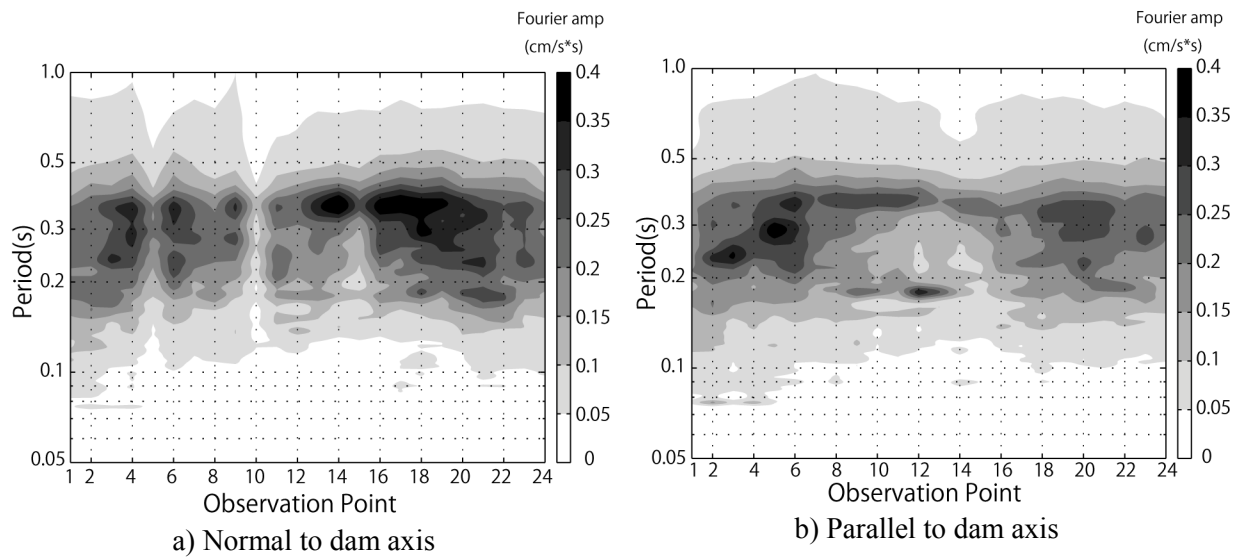 Fourier amp
(cm/s*s)
1.0
0.5
0.3
0.2
0.1
0.05
Period(s)
1 2 4 6 8 10 12 14 16 18 20 22 24
Observation Point
0.4
0.35
0.3
0.25
0.2
0.15
0.1
0.05
0
a) Normal to dam axis
Fourier amp
(cm/s*s)
1.0
0.5
0.3
0.2
0.1
0.05
Period(s)
1 2 4 6 8 10 12 14 16 18 20 22 24
Observation Point
0.4
0.35
0.3
0.25
0.2
0.15
0.1
0.05
0
b) Parallel to dam axis